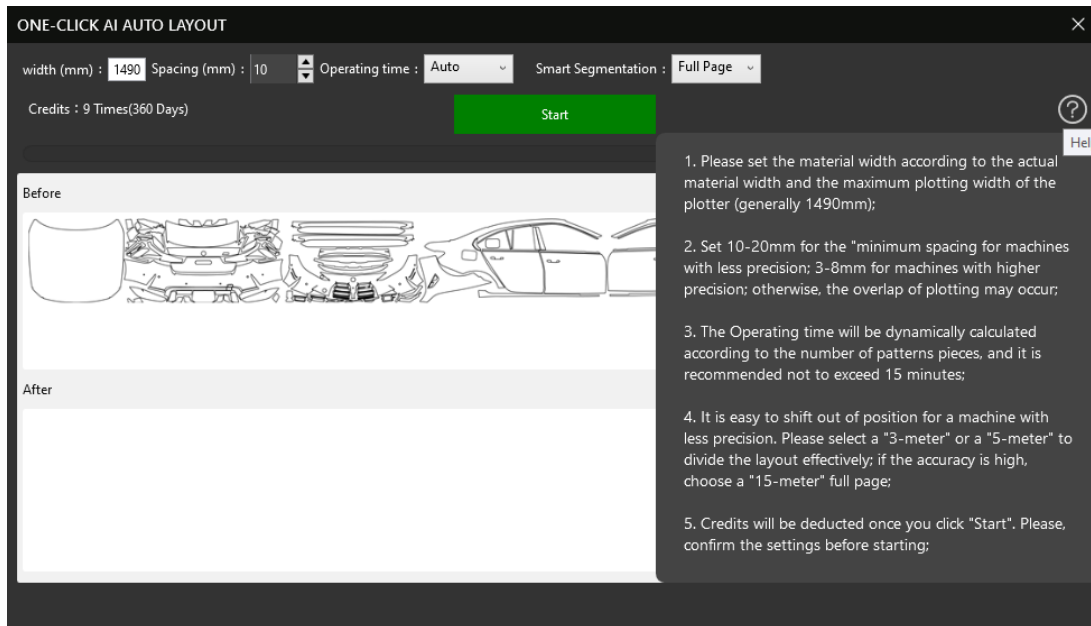 ONE-CLICK AI AUTO LAYOUT
width (mm) : 1490 Spacing (mm) : 10 Operating time : Auto Smart Segmentation : Full Page
Credits : 9 Times(360 Days)
Start
Hel
Before
After
1. Please set the material width according to the actual
material width and the maximum plotting width of the
plotter (generally 1490mm);
2. Set 10-20mm for the "minimum spacing for machines
with less precision; 3-8mm for machines with higher
precision; otherwise, the overlap of plotting may occur;
3. The Operating time will be dynamically calculated
according to the number of patterns pieces, and it is
recommended not to exceed 15 minutes;
4. It is easy to shift out of position for a machine with
less precision. Please select a "3-meter" or a "5-meter" to
divide the layout effectively; if the accuracy is high,
choose a "15-meter" full page;
5. Credits will be deducted once you click "Start". Please,
confirm the settings before starting;